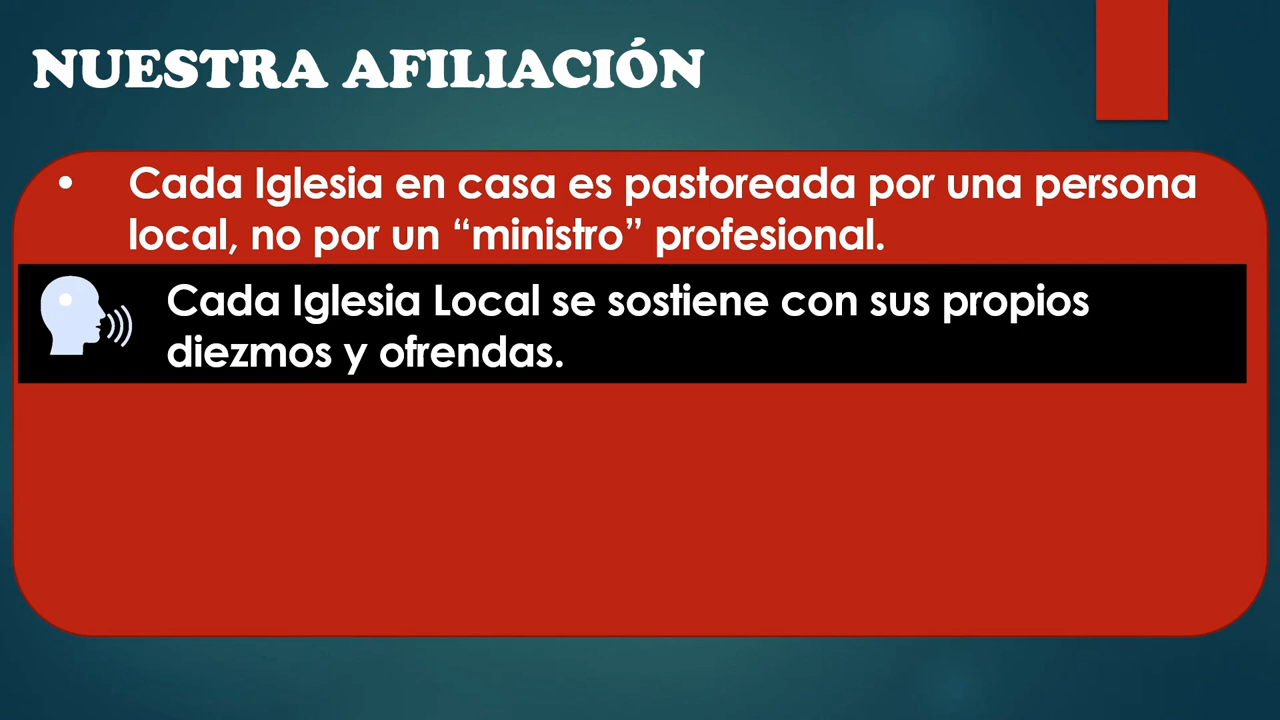 NUESTRA AFILIACIÓN
• Cada Iglesia en casa es pastoreada por una persona
local, no por un “ministro” profesional.
Cada Iglesia Local se sostiene con sus propios
diezmos y ofrendas.